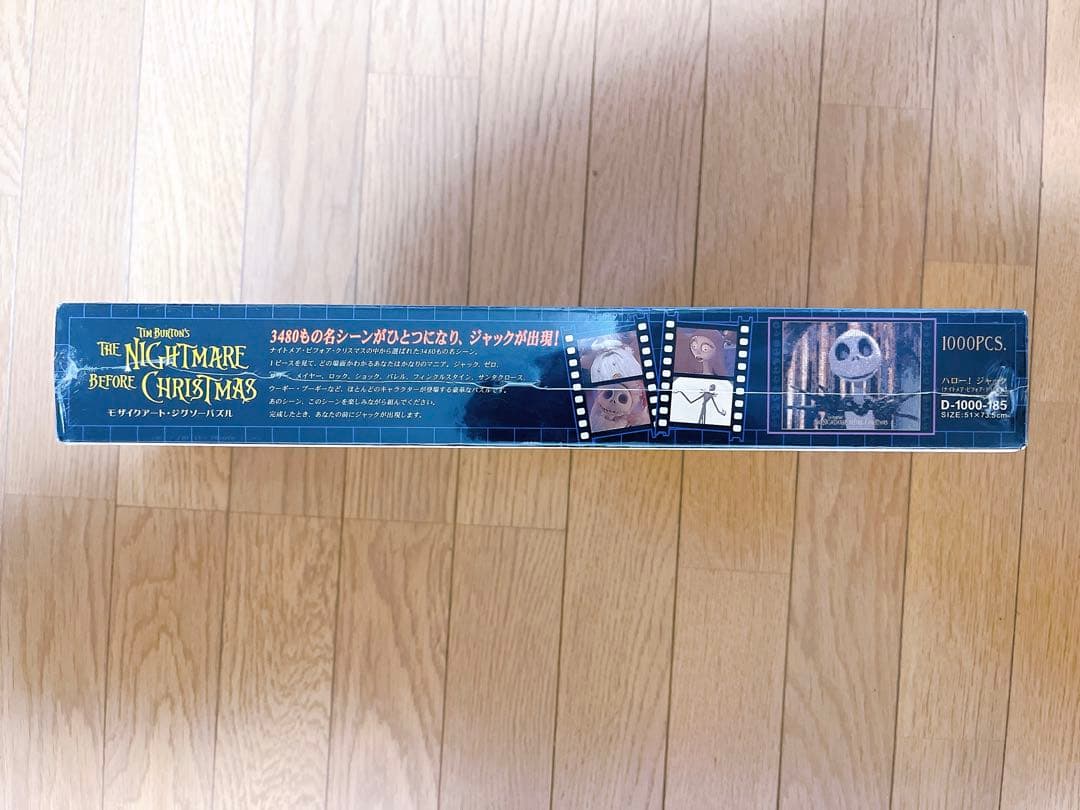 TIM BURTON'S
THE NIGHTMARE
BEFORE CHRISTMAS
モザイクアート・ジグソーパズル
3480もの名シーンがひとつになり、ジャックが出現!
ナイトメア・ビフォア・クリスマスの中から選ばれた3480もの名シーン。
1ピースを見て、どの場面かわかるあなたはかなりのマニア。ジャック、ゼロ、
メイヤー、ロック、ショック、バレル、フィンクルスタイン、サンタクロース、
ウーギー・ブギーなど、ほとんどのキャラクターが登場する豪華なパズルです。
あのシーン、このシーンを楽しみながら組んでください。
完成したとき、あなたの前にジャックが出現します。
1000PCS.
ハロー! ジャック
D-1000-185
SIZE:51×73.5cm